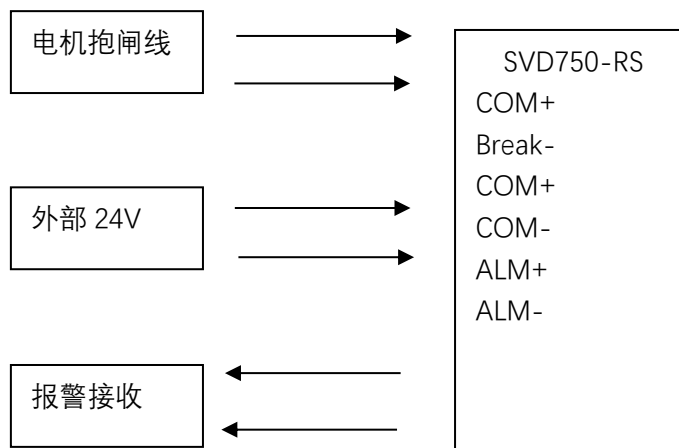 电机抱闸线
外部 24V
报警接收
SVD750-RS
COM+
Break-
COM+
COM-
ALM+
ALM-